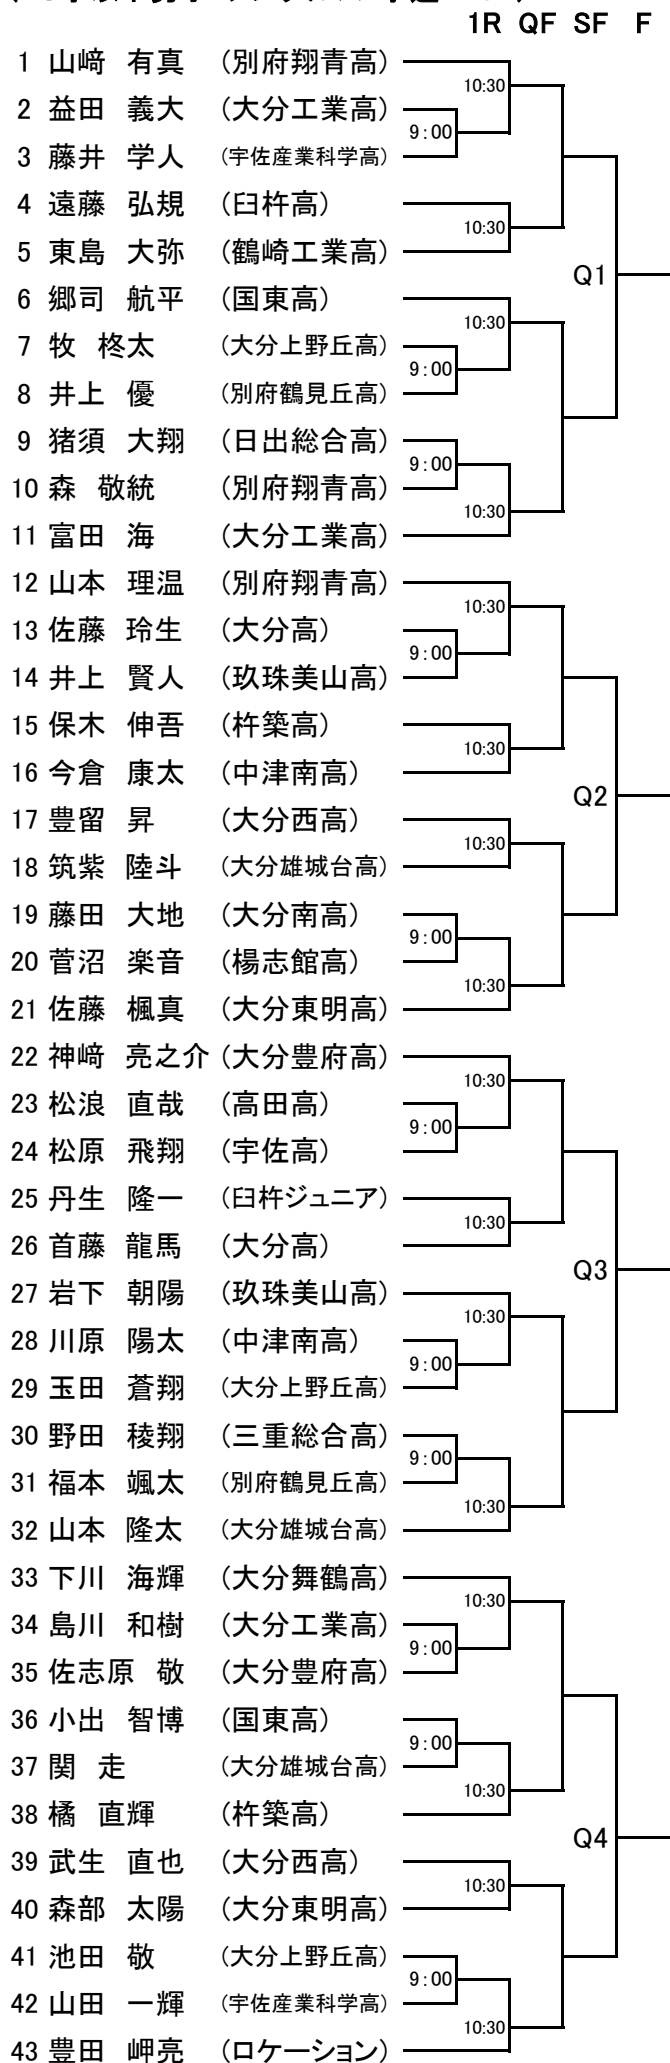 1R QF SF F
1 山﨑 有真 (別府翔青高)
10:30
2 益田 義大 (大分工業高)
9:00
3 藤井 学人 (宇佐産業科学高)
4 遠藤 弘規 (臼杵高)
10:30
5 東島 大弥 (鶴崎工業高)
Q1
6 郷司 航平 (国東高)
10:30
7 牧 柊太 (大分上野丘高)
9:00
8 井上 優 (別府鶴見丘高)
9 猪須 大翔 (日出総合高)
9:00
10 森 敬統 (別府翔青高)
10:30
11 富田 海 (大分工業高)
12 山本 理温 (別府翔青高)
10:30
13 佐藤 玲生 (大分高)
9:00
14 井上 賢人 (玖珠美山高)
15 保木 伸吾 (杵築高)
10:30
16 今倉 康太 (中津南高)
Q2
17 豊留 昇 (大分西高)
10:30
18 筑紫 陸斗 (大分雄城台高)
19 藤田 大地 (大分南高)
9:00
20 菅沼 楽音 (楊志館高)
10:30
21 佐藤 楓真 (大分東明高)
22 神﨑 亮之介 (大分豊府高)
10:30
23 松浪 直哉 (高田高)
9:00
24 松原 飛翔 (宇佐高)
25 丹生 隆一 (臼杵ジュニア)
10:30
26 首藤 龍馬 (大分高)
Q3
27 岩下 朝陽 (玖珠美山高)
10:30
28 川原 陽太 (中津南高)
9:00
29 玉田 蒼翔 (大分上野丘高)
30 野田 稜翔 (三重総合高)
9:00
31 福本 颯太 (別府鶴見丘高)
10:30
32 山本 隆太 (大分雄城台高)
33 下川 海輝 (大分舞鶴高)
10:30
34 島川 和樹 (大分工業高)
9:00
35 佐志原 敬 (大分豊府高)
36 小出 智博 (国東高)
9:00
37 関 走 (大分雄城台高)
10:30
38 橘 直輝 (杵築高)
Q4
39 武生 直也 (大分西高)
10:30
40 森部 太陽 (大分東明高)
41 池田 敬 (大分上野丘高)
9:00
42 山田 一輝 (宇佐産業科学高)
10:30
43 豊田 岬亮 (ロケーション)